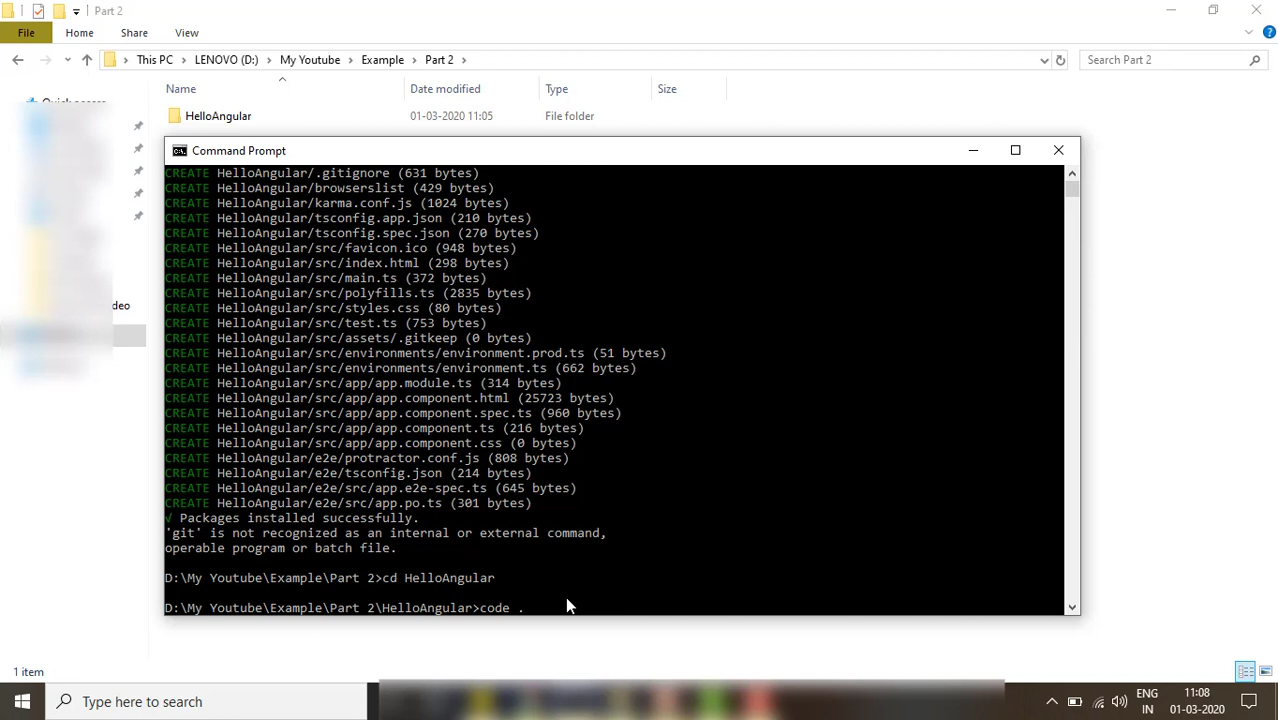 Part 2
File Home Share View
This PC > LENOVO (D:) > My Youtube > Example > Part 2 >
Search Part 2
Name Date modified Type Size
HelloAngular 01-03-2020 11:05 File folder
Command Prompt
CREATE HelloAngular/.gitignore (631 bytes)
CREATE HelloAngular/browserslist (429 bytes)
CREATE HelloAngular/karma.conf.js (1024 bytes)
CREATE HelloAngular/tsconfig.app.json (210 bytes)
CREATE HelloAngular/tsconfig.spec.json (270 bytes)
CREATE HelloAngular/src/favicon.ico (948 bytes)
CREATE HelloAngular/src/index.html (298 bytes)
CREATE HelloAngular/src/main.ts (372 bytes)
CREATE HelloAngular/src/polyfills.ts (2835 bytes)
CREATE HelloAngular/src/styles.css (80 bytes)
CREATE HelloAngular/src/test.ts (753 bytes)
CREATE HelloAngular/src/assets/.gitkeep (0 bytes)
CREATE HelloAngular/src/environments/environment.prod.ts (51 bytes)
CREATE HelloAngular/src/environments/environment.ts (662 bytes)
CREATE HelloAngular/src/app/app.module.ts (314 bytes)
CREATE HelloAngular/src/app/app.component.html (25723 bytes)
CREATE HelloAngular/src/app/app.component.spec.ts (960 bytes)
CREATE HelloAngular/src/app/app.component.ts (216 bytes)
CREATE HelloAngular/src/app/app.component.css (0 bytes)
CREATE HelloAngular/e2e/protractor.conf.js (808 bytes)
CREATE HelloAngular/e2e/tsconfig.json (214 bytes)
CREATE HelloAngular/e2e/src/app.e2e-spec.ts (645 bytes)
CREATE HelloAngular/e2e/src/app.po.ts (301 bytes)
√ Packages installed successfully.
'git' is not recognized as an internal or external command,
operable program or batch file.
D:\My Youtube\Example\Part 2>cd HelloAngular
D:\My Youtube\Example\Part 2\HelloAngular>code .
1 item
Type here to search
ENG
IN
11:08
01-03-2020